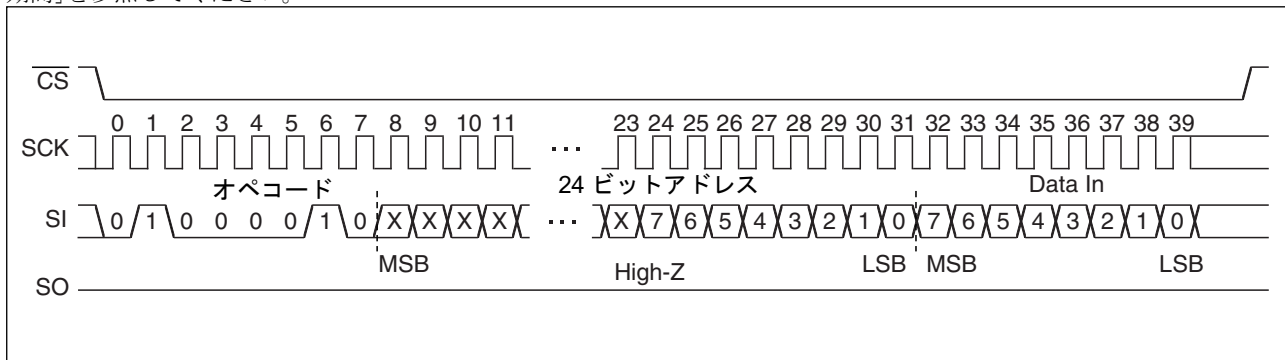 CS
0 1 2 3 4 5 6 7 8 9 10 11 23 24 25 26 27 28 29 30 31 32 33 34 35 36 37 38 39
SCK ...
オペコード 24 ビットアドレス Data In
SI 0 1 0 0 0 0 1 0 X X X X ... X 7 6 5 4 3 2 1 0 7 6 5 4 3 2 1 0
MSB High-Z LSB MSB LSB
SO